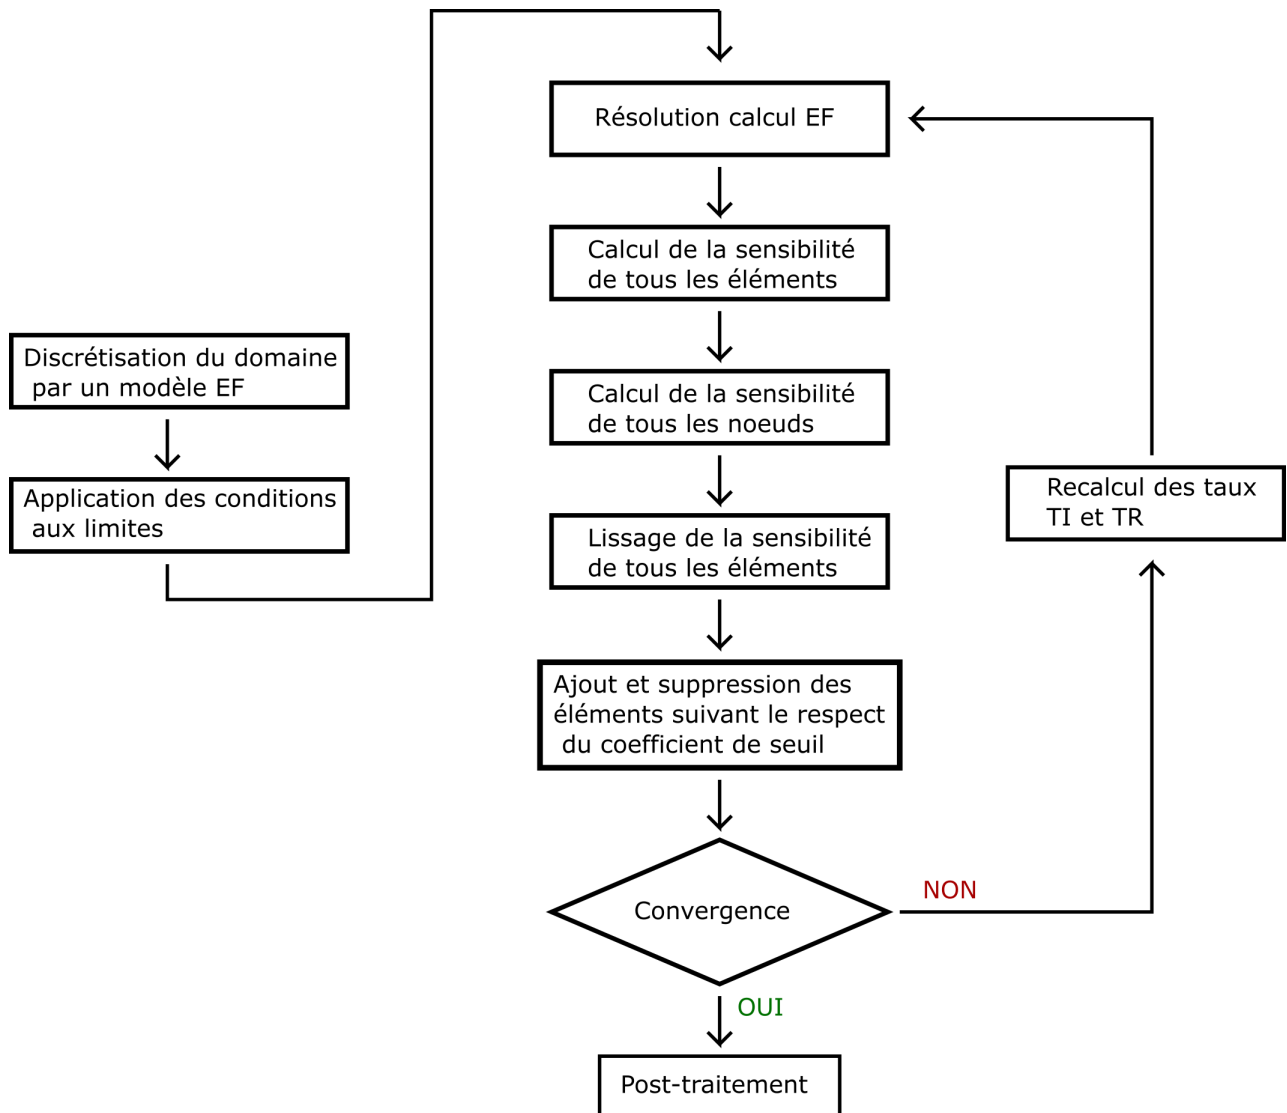 Discrétisation du domaine
par un modèle EF
Application des conditions
aux limites
Résolution calcul EF
Calcul de la sensibilité
de tous les éléments
Calcul de la sensibilité
de tous les noeuds
Lissage de la sensibilité
de tous les éléments
Ajout et suppression des
éléments suivant le respect
du coefficient de seuil
Convergence
NON
Recalcul des taux
TI et TR
OUI
Post-traitement